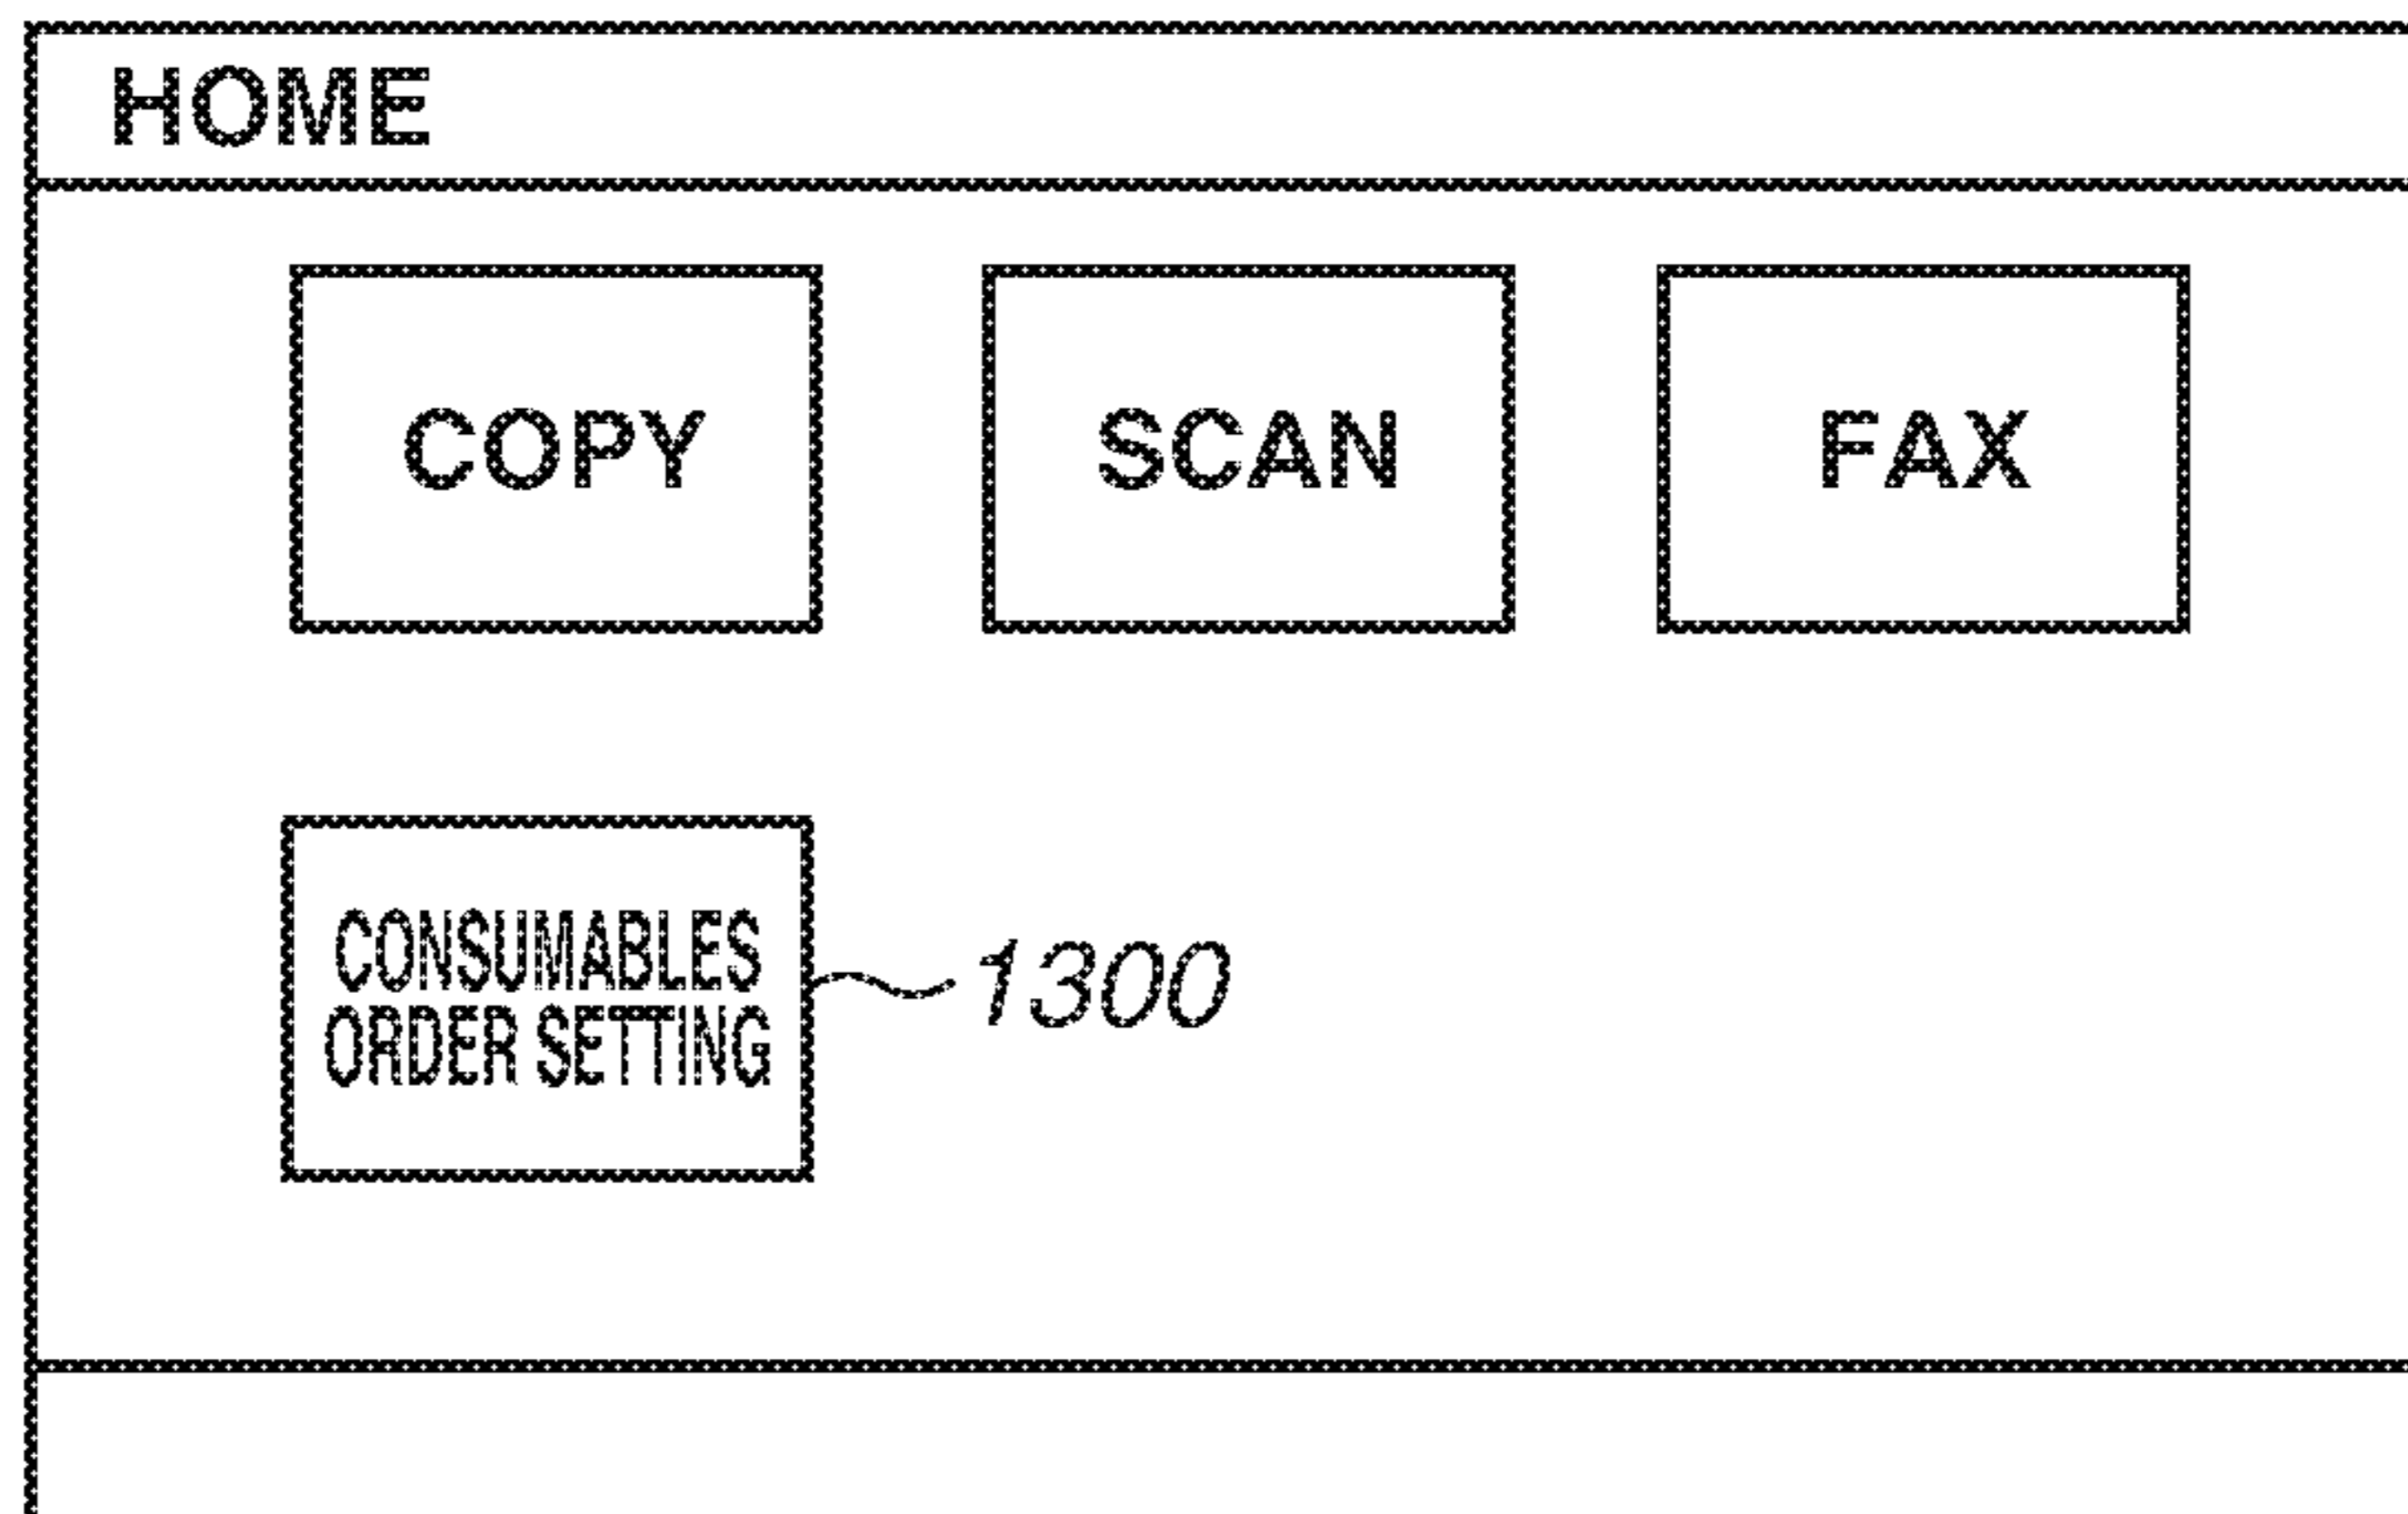 HOME
COPY
SCAN
FAX
CONSUMABLES
ORDER SETTING
1300